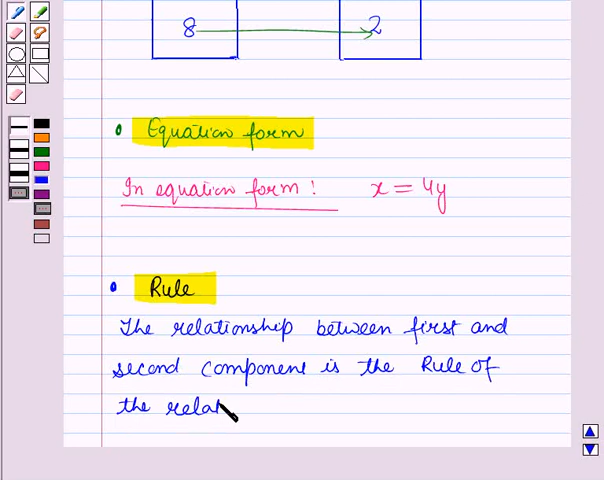 8 2
Equation form
In equation form: x = 4y
Rule
The relationship between first and
second component is the Rule of
the relat